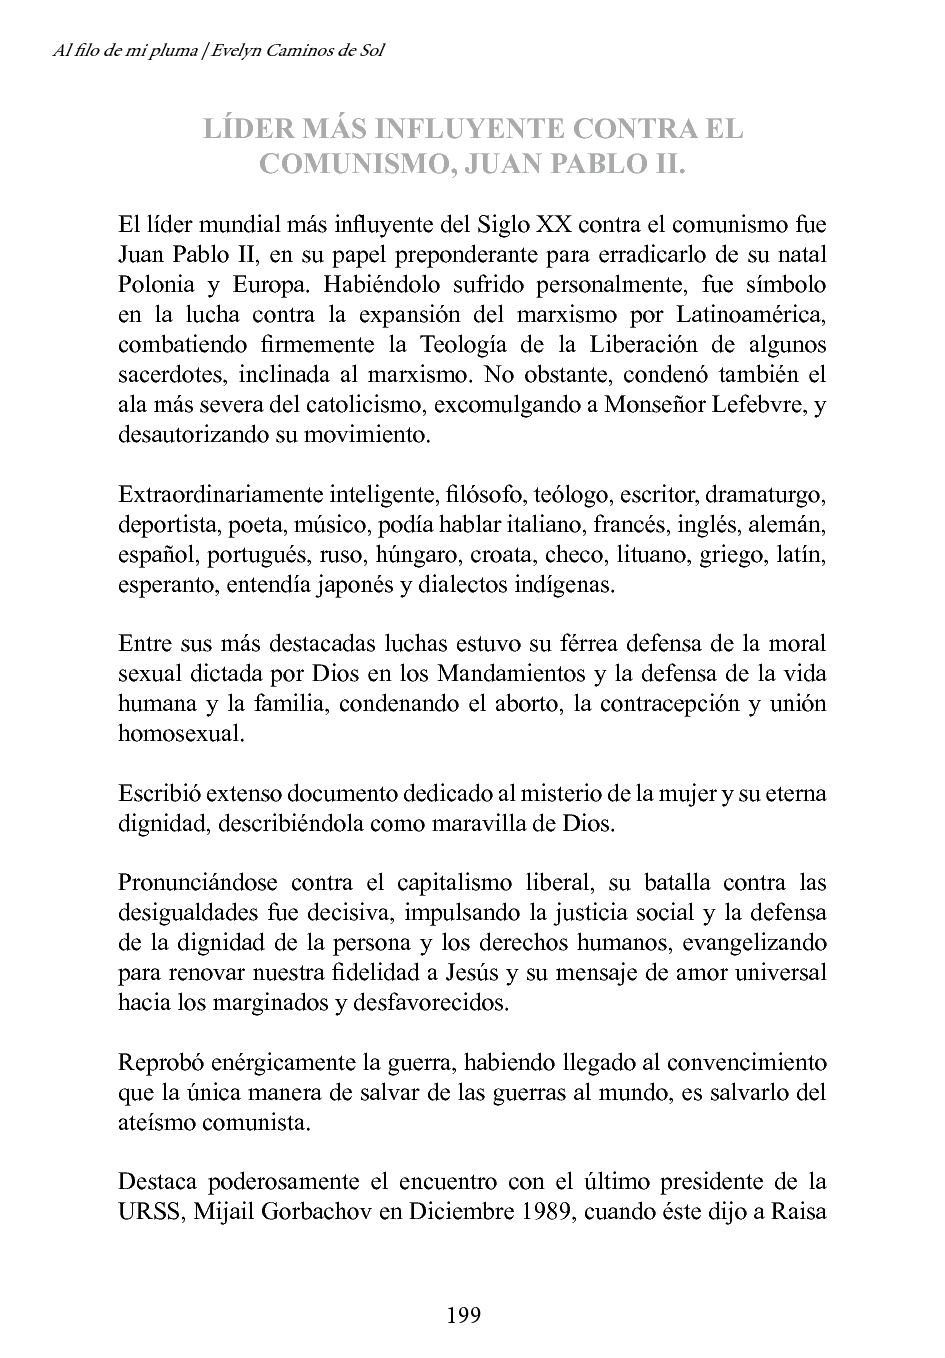 Al filo de mi pluma | Evelyn Caminos de Sol
LÍDER MÁS INFLUYENTE CONTRA EL
COMUNISMO, JUAN PABLO II.
El líder mundial más influyente del Siglo XX contra el comunismo fue
Juan Pablo II, en su papel preponderante para erradicarlo de su natal
Polonia y Europa. Habiéndolo sufrido personalmente, fue símbolo
en la lucha contra la expansión del marxismo por Latinoamérica,
combatiendo firmemente la Teología de la Liberación de algunos
sacerdotes, inclinada al marxismo. No obstante, condenó también el
ala más severa del catolicismo, excomulgando a Monseñor Lefebvre, y
desautorizando su movimiento.
Extraordinariamente inteligente, filósofo, teólogo, escritor, dramaturgo,
deportista, poeta, músico, podía hablar italiano, francés, inglés, alemán,
español, portugués, ruso, húngaro, croata, checo, lituano, griego, latín,
esperanto, entendía japonés y dialectos indígenas.
Entre sus más destacadas luchas estuvo su férrea defensa de la moral
sexual dictada por Dios en los Mandamientos y la defensa de la vida
humana y la familia, condenando el aborto, la contracepción y unión
homosexual.
Escribió extenso documento dedicado al misterio de la mujer y su eterna
dignidad, describiéndola como maravilla de Dios.
Pronunciándose contra el capitalismo liberal, su batalla contra las
desigualdades fue decisiva, impulsando la justicia social y la defensa
de la dignidad de la persona y los derechos humanos, evangelizando
para renovar nuestra fidelidad a Jesús y su mensaje de amor universal
hacia los marginados y desfavorecidos.
Reprobó enérgicamente la guerra, habiendo llegado al convencimiento
que la única manera de salvar de las guerras al mundo, es salvarlo del
ateísmo comunista.
Destaca poderosamente el encuentro con el último presidente de la
URSS, Mijail Gorbachov en Diciembre 1989, cuando éste dijo a Raisa
199